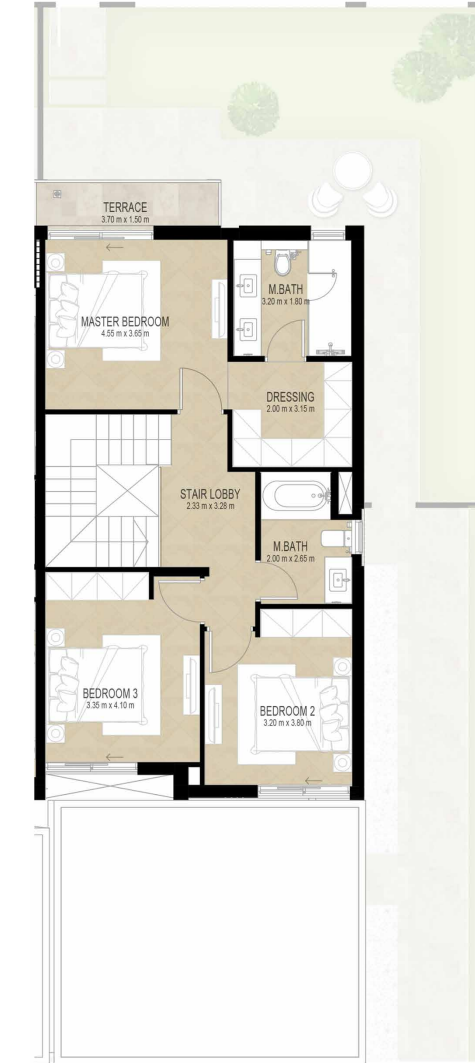 TERRACE
3.70 m x 1.50 m
M.BATH
3.20 m x 1.80 m
MASTER BEDROOM
4.55 m x 3.65 m
DRESSING
2.00 m x 3.15 m
STAIR LOBBY
2.33 m x 3.28 m
M.BATH
2.00 m x 2.65 m
BEDROOM 3
3.35 m x 4.10 m
BEDROOM 2
3.20 m x 3.80 m